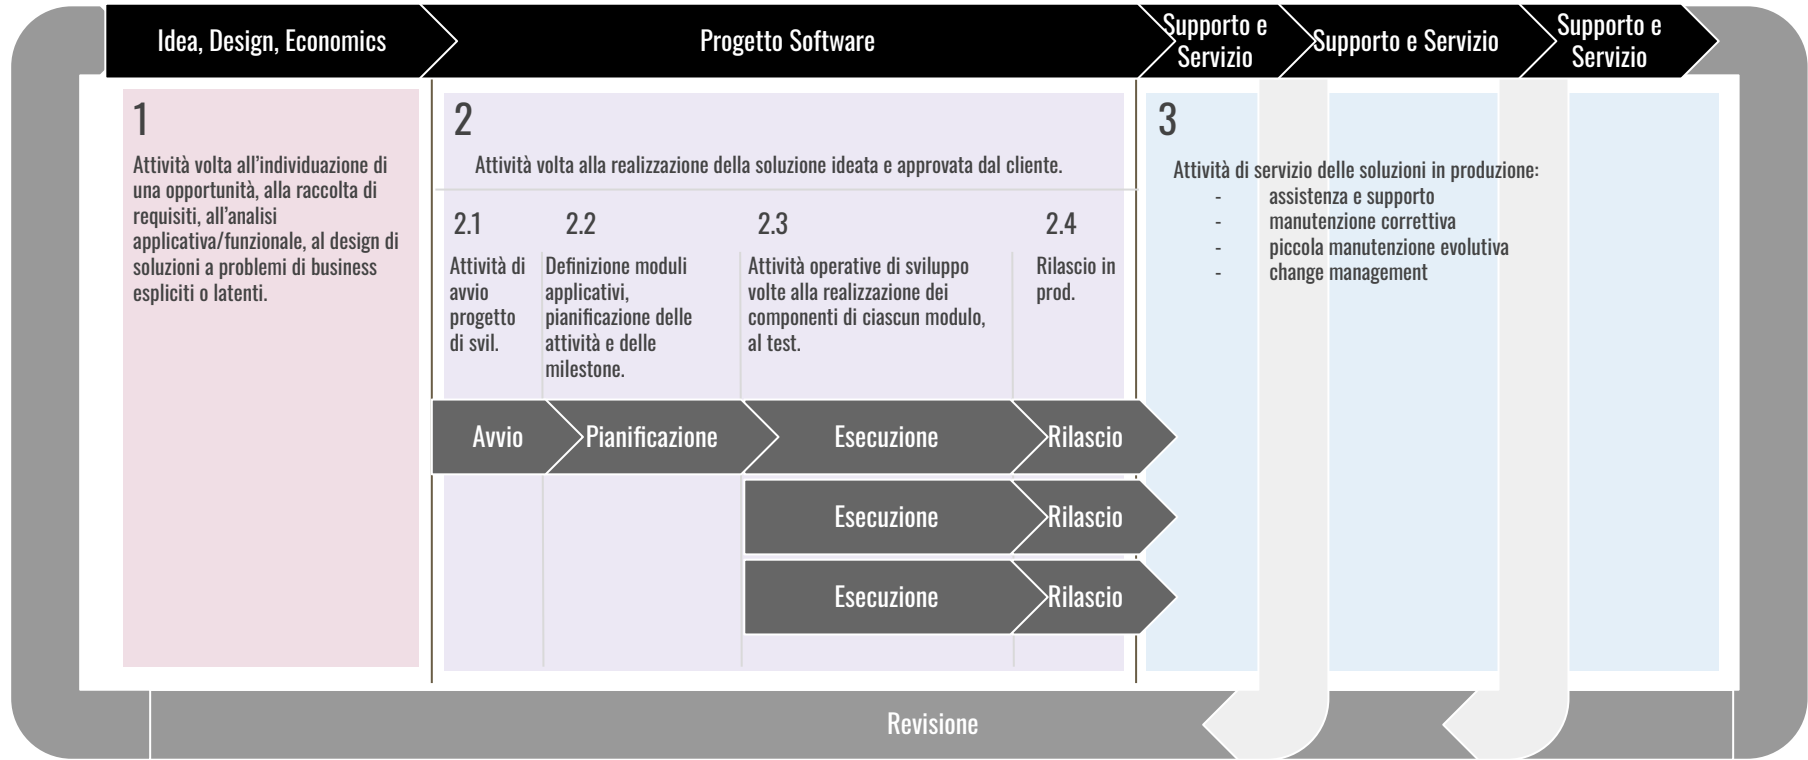 Idea, Design, Economics
Progetto Software
Supporto e
Servizio
Supporto e Servizio
Supporto e
Servizio
1
Attività volta all'individuazione di
una opportunità, alla raccolta di
requisiti, all'analisi
applicativa/funzionale, al design di
soluzioni a problemi di business
espliciti o latenti.
2
Attività volta alla realizzazione della soluzione ideata e approvata dal cliente.
2.1
Attività di
avvio
progetto
di svil.
2.2
Definizione moduli
applicativi,
pianificazione delle
attività e delle
milestone.
2.3
Attività operative di sviluppo
volte alla realizzazione dei
componenti di ciascun modulo,
al test.
2.4
Rilascio in
prod.
Avvio
Pianificazione
Esecuzione
Rilascio
Esecuzione
Rilascio
Esecuzione
Rilascio
3
Attività di servizio delle soluzioni in produzione:
- assistenza e supporto
- manutenzione correttiva
- piccola manutenzione evolutiva
- change management
Revisione